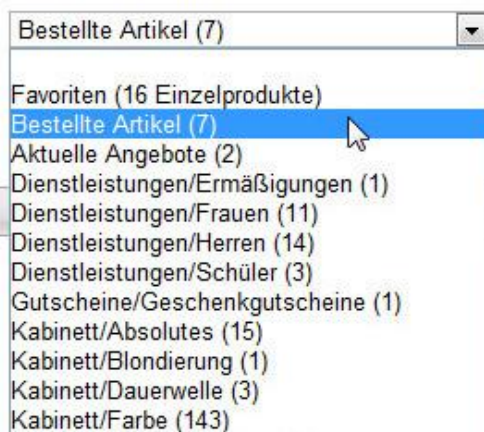 Bestellte Artikel (7)
Favoriten (16 Einzelprodukte)
Bestellte Artikel (7)
Aktuelle Angebote (2)
Dienstleistungen/Ermäßigungen (1)
Dienstleistungen/Frauen (11)
Dienstleistungen/Herren (14)
Dienstleistungen/Schüler (3)
Gutscheine/Geschenkgutscheine (1)
Kabinett/Absolutes (15)
Kabinett/Blondierung (1)
Kabinett/Dauerwelle (3)
Kabinett/Farbe (143)